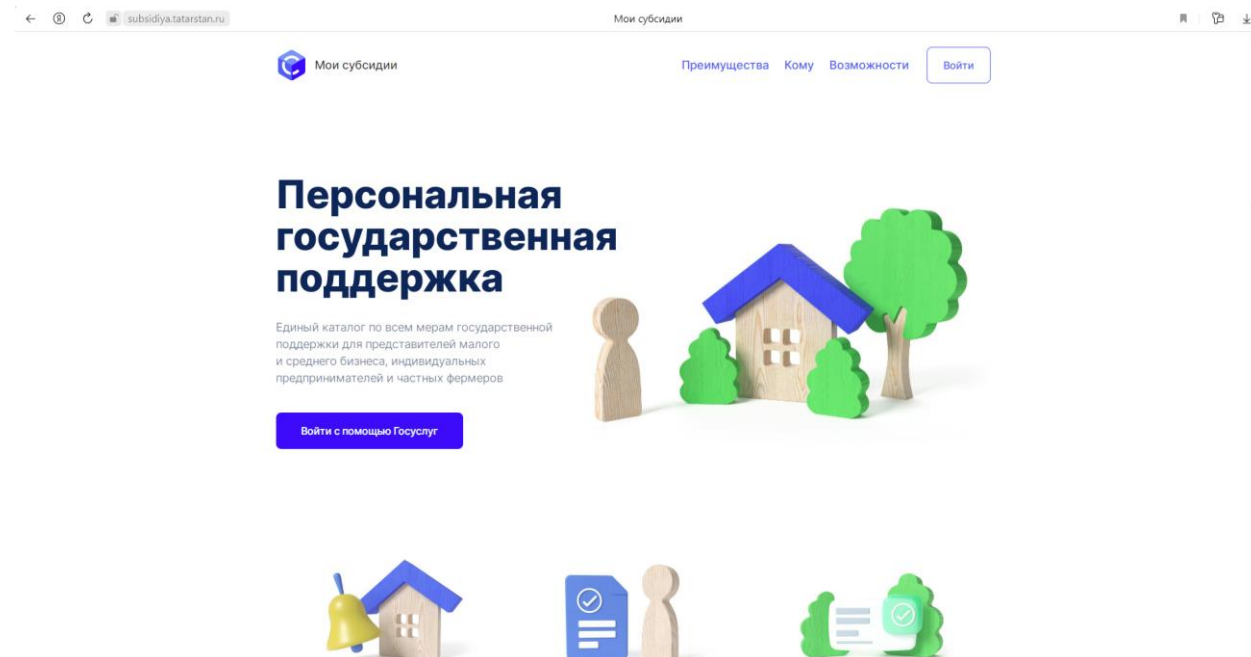 subsidiya.tatarstan.ru
Мои субсидии
Мои субсидии
Преимущества Кому Возможности Войти
Персональная
государственная
поддержка
Единый каталог по всем мерам государственной
поддержки для представителей малого
и среднего бизнеса, индивидуальных
предпринимателей и частных фермеров
Войти с помощью Госуслуг